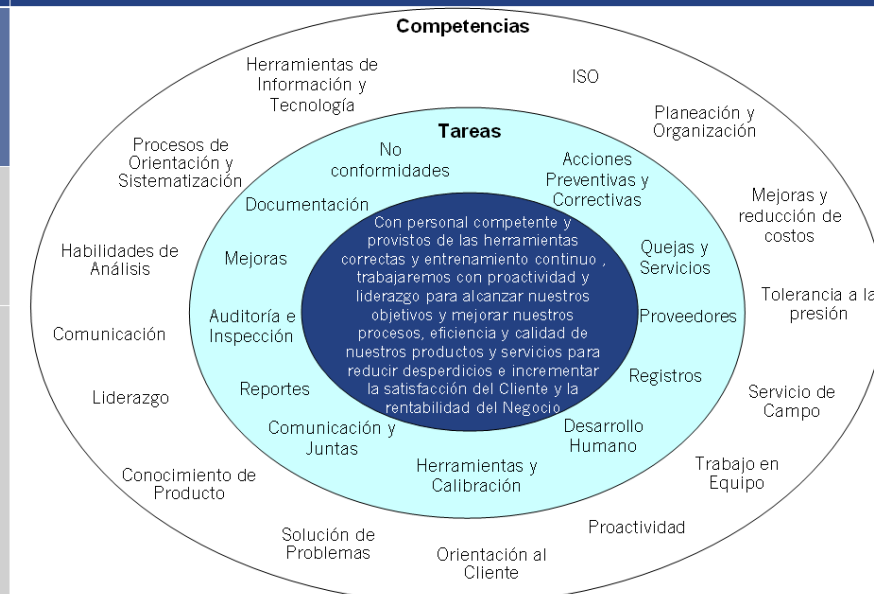 Competencias
Herramientas de
Información y
Tecnología
ISO
Planeación y
Organización
Procesos de
Orientación y
Sistematización
Mejoras y
reducción de
costos
Habilidades de
Análisis
Tolerancia a la
presión
Comunicación
Liderazgo
Servicio de
Campo
Conocimiento de
Producto
Trabajo en
Equipo
Solución de
Problemas
Orientación al
Cliente
Proactividad
Tareas
No
conformidades
Acciones
Preventivas y
Correctivas
Documentación
Mejoras
Quejas y
Servicios
Auditoría e
Inspección
Proveedores
Reportes
Registros
Comunicación y
Juntas
Desarrollo
Humano
Herramientas y
Calibración
Con personal competente y
provistos de las herramientas
correctas y entrenamiento continuo ,
trabajaremos con proactividad y
liderazgo para alcanzar nuestros
objetivos y mejorar nuestros
procesos, eficiencia y calidad de
nuestros productos y servicios para
reducir desperdicios e incrementar
la satisfacción del Cliente y la
rentabilidad del Negocio